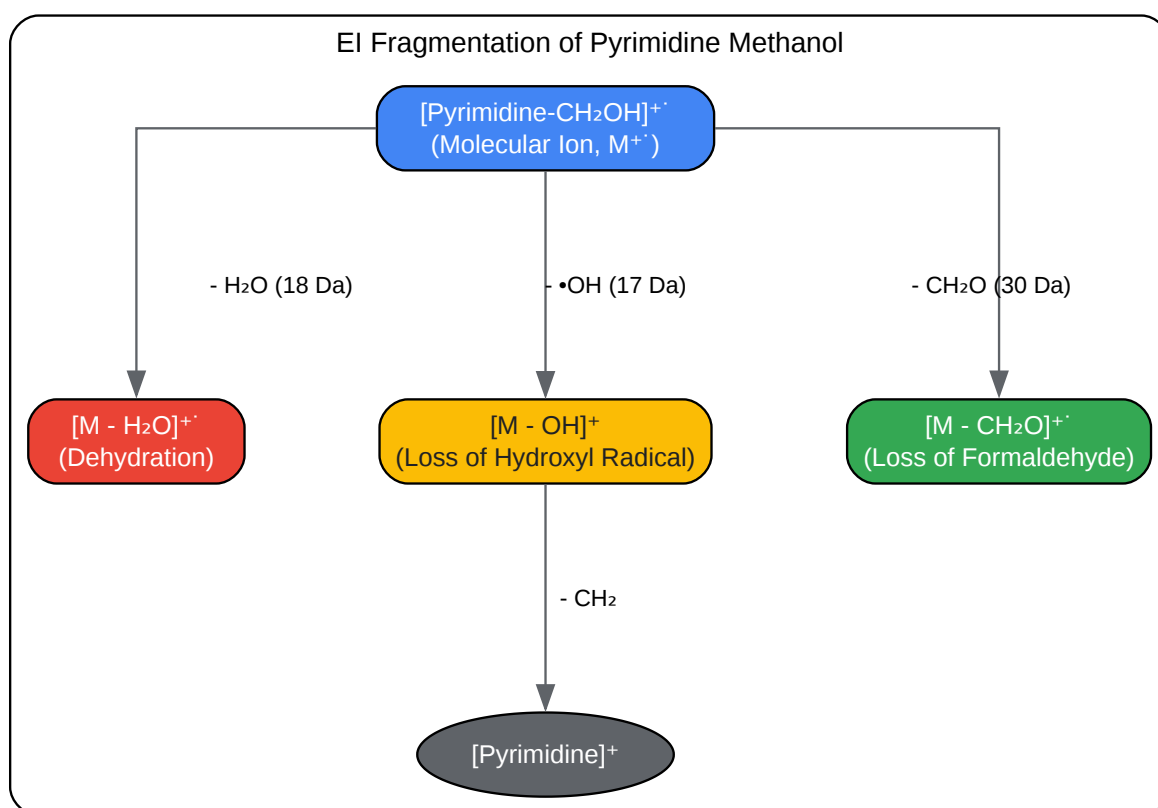 EI Fragmentation of Pyrimidine Methanol
[Pyrimidine-CH₂OH]⁺˙
(Molecular Ion, M⁺˙)
- H₂O (18 Da)
- •OH (17 Da)
- CH₂O (30 Da)
[M - H₂O]⁺˙
(Dehydration)
[M - OH]⁺
(Loss of Hydroxyl Radical)
[M - CH₂O]⁺˙
(Loss of Formaldehyde)
- CH₂
[Pyrimidine]⁺